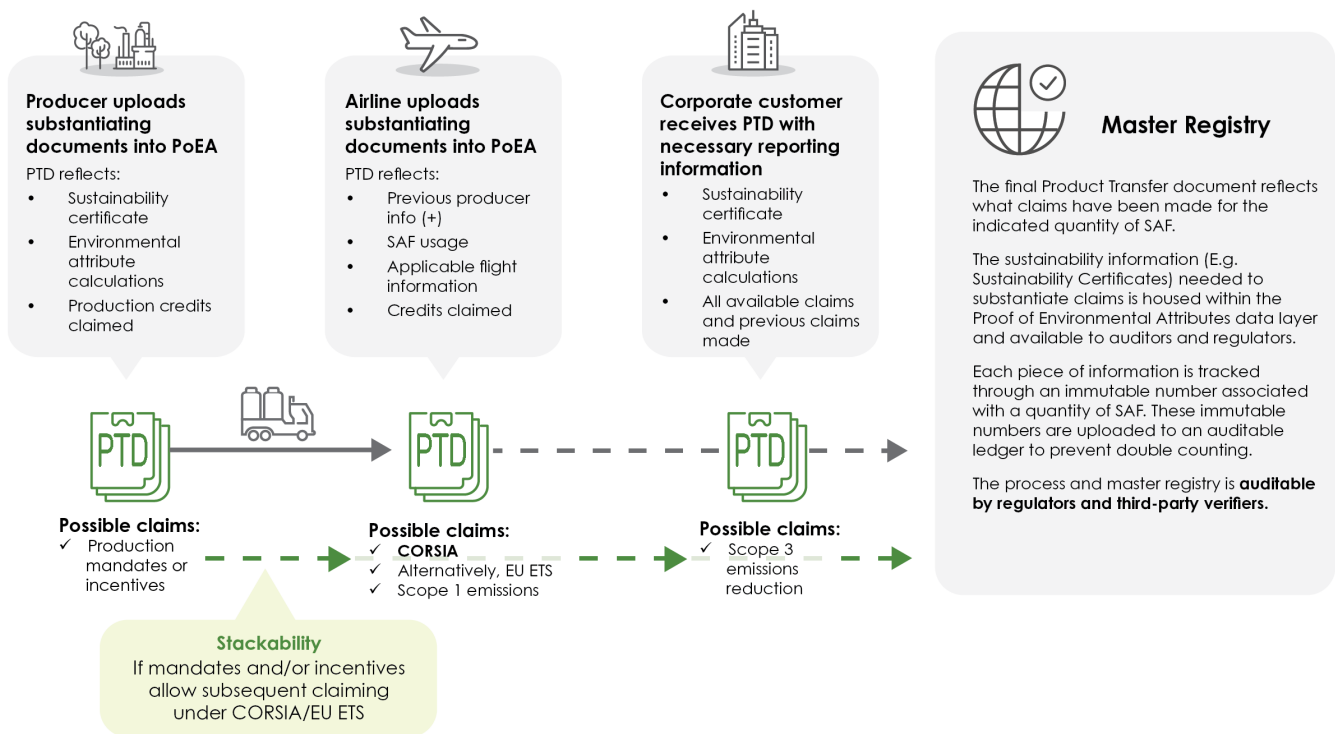 Producer uploads
substantiating
documents into PoEA
PTD reflects:
• Sustainability
certificate
• Environmental
attribute
calculations
• Production credits
claimed
Airline uploads
substantiating
documents into PoEA
PTD reflects:
• Previous producer
info (+)
• SAF usage
• Applicable flight
information
• Credits claimed
Corporate customer
receives PTD with
necessary reporting
information
• Sustainability
certificate
• Environmental
attribute
calculations
• All available claims
and previous claims
made
PTD
PTD
PTD
Possible claims:
✓ Production
mandates or
incentives
Possible claims:
✓ CORSIA
✓ Alternatively, EU ETS
✓ Scope 1 emissions
Possible claims:
✓ Scope 3
emissions
reduction
Stackability
If mandates and/or incentives
allow subsequent claiming
under CORSIA/EU ETS
Master Registry
The final Product Transfer document reflects
what claims have been made for the
indicated quantity of SAF.
The sustainability information (E.g.
Sustainability Certificates) needed to
substantiate claims is housed within the
Proof of Environmental Attributes data layer
and available to auditors and regulators.
Each piece of information is tracked
through an immutable number associated
with a quantity of SAF. These immutable
numbers are uploaded to an auditable
ledger to prevent double counting.
The process and master registry is auditable
by regulators and third-party verifiers.